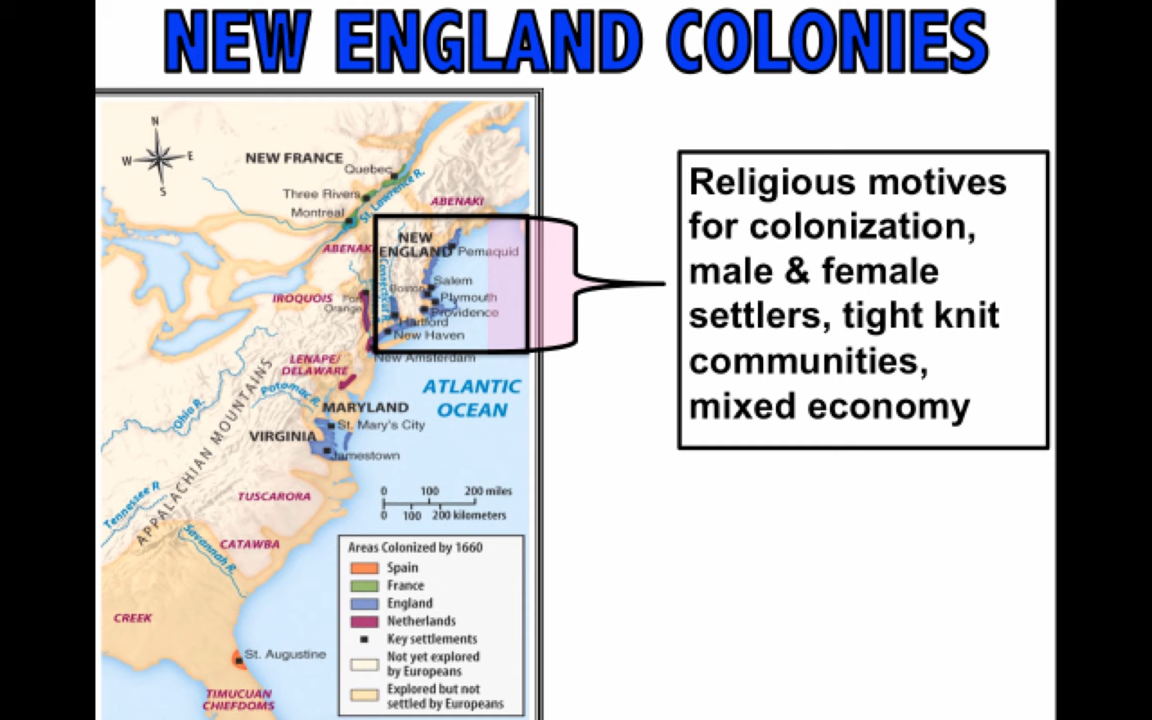 NEW ENGLAND COLONIES
N
W
E
S
NEW FRANCE
Quebec
Three Rivers
Montreal
St. Lawrence R.
ABENAKI
ABENAKI
NEW
ENGLAND
Pemaquid
Connecticut R.
Salem
Boston
Plymouth
Providence
Hartford
New Haven
IROQUOIS
Fort
Orange
New Amsterdam
LENAPE/
DELAWARE
Potomac R.
ATLANTIC
OCEAN
MARYLAND
St. Mary's City
VIRGINIA
Jamestown
Ohio R.
APPALACHIAN MOUNTAINS
Tennessee R.
TUSCARORA
CATAWBA
Savannah R.
CREEK
St. Augustine
TIMUCUAN
CHIEFDOMS
0 100 200 miles
0 100 200 kilometers
Areas Colonized by 1660
Spain
France
England
Netherlands
Key settlements
Not yet explored
by Europeans
Explored but not
settled by Europeans
Religious motives
for colonization,
male & female
settlers, tight knit
communities,
mixed economy